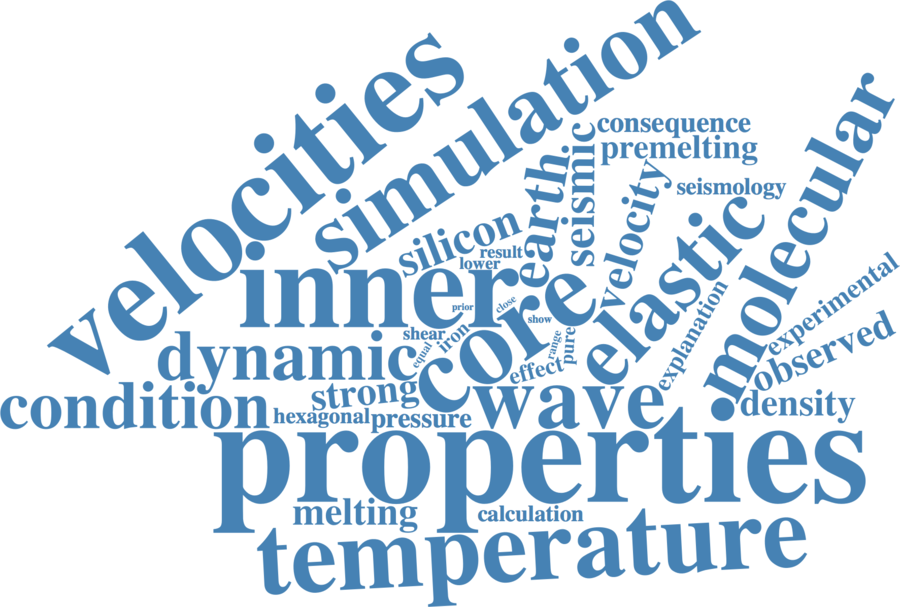 velocities
simulation
consequence
premelting
seismic
earth
seismology
molecular
velocity
elastic
silicon
result
lower
inner
core
prior
close
show
shear
iron
equal
range
pure
effect
explanation
experimental
observed
dynamic
strong
condition
hexagonal
pressure
wave
density
properties
melting
calculation
temperature